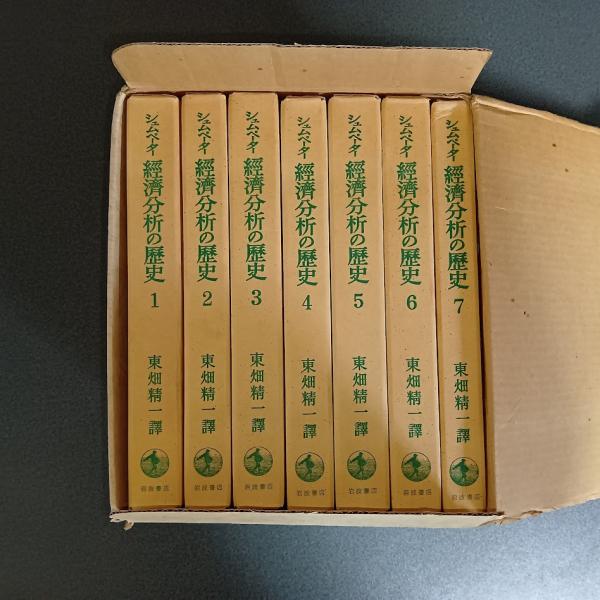 シュムペーター 經濟分析の歷史 1 東畑精一譯 岩波書店
シュムペーター 經濟分析の歷史 2 東畑精一譯 岩波書店
シュムペーター 經濟分析の歷史 3 東畑精一譯 岩波書店
シュムペーター 經濟分析の歷史 4 東畑精一譯 岩波書店
シュムペーター 經濟分析の歷史 5 東畑精一譯 岩波書店
シュムペーター 經濟分析の歷史 6 東畑精一譯 岩波書店
シュムペーター 經濟分析の歷史 7 東畑精一譯 岩波書店